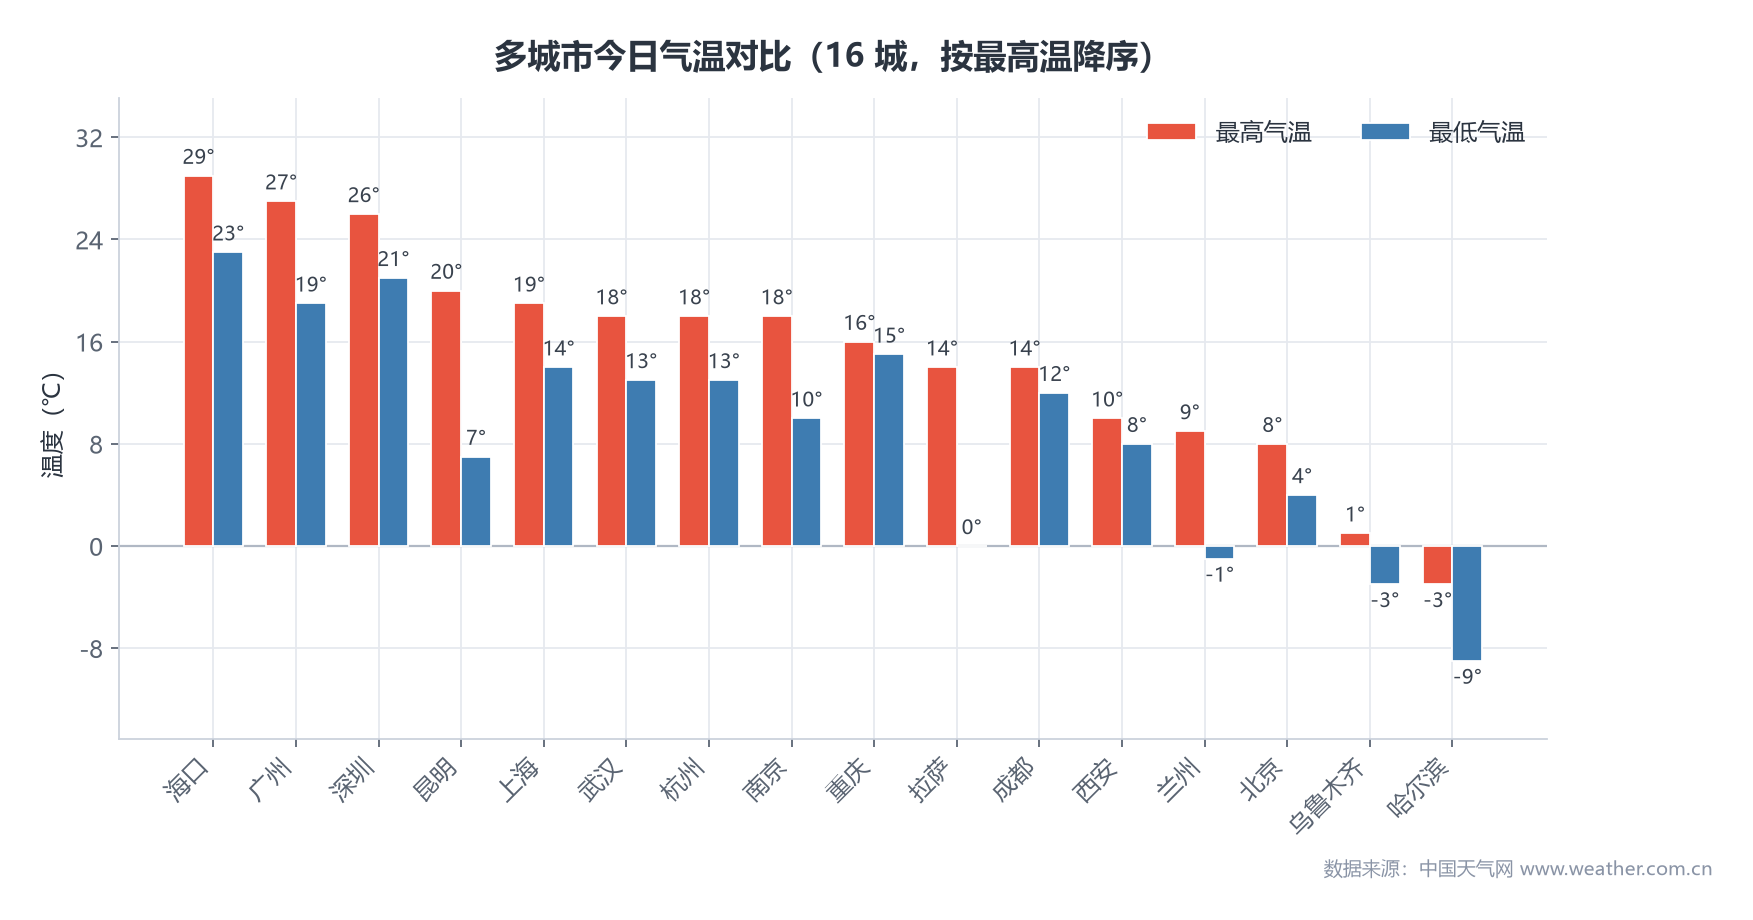 多城市今日气温对比（16 城，按最高温降序）
最高气温 最低气温
温度（℃）
32
24
16
8
0
-8
29° 23°
27° 19°
26° 21°
20° 7°
19° 14°
18° 13°
18° 13°
18° 10°
16° 15°
14° 0°
14° 12°
10° 8°
9° -1°
8° 4°
1° -3°
-3° -9°
海口
广州
深圳
昆明
上海
武汉
杭州
南京
重庆
拉萨
成都
西安
兰州
北京
乌鲁木齐
哈尔滨
数据来源：中国天气网 www.weather.com.cn